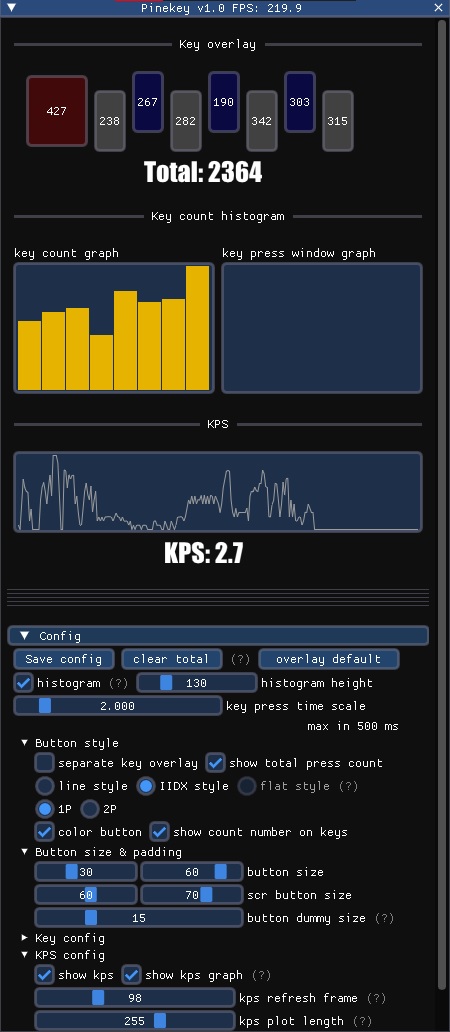 Pinekey v1.0 FPS: 219.9
Key overlay
427 238 267 282 190 342 303 315
Total: 2364
Key count histogram
key count graph key press window graph
KPS
KPS: 2.7
Config
Save config clear total (?) overlay default
histogram (?) 130 histogram height
2.000 key press time scale
max in 500 ms
Button style
separate key overlay show total press count
line style IIDX style flat style (?)
1P 2P
color button show count number on keys
Button size & padding
30 60 button size
60 70 scr button size
15 button dummy size (?)
Key config
KPS config
show kps show kps graph (?)
98 kps refresh frame (?)
255 kps plot length (?)